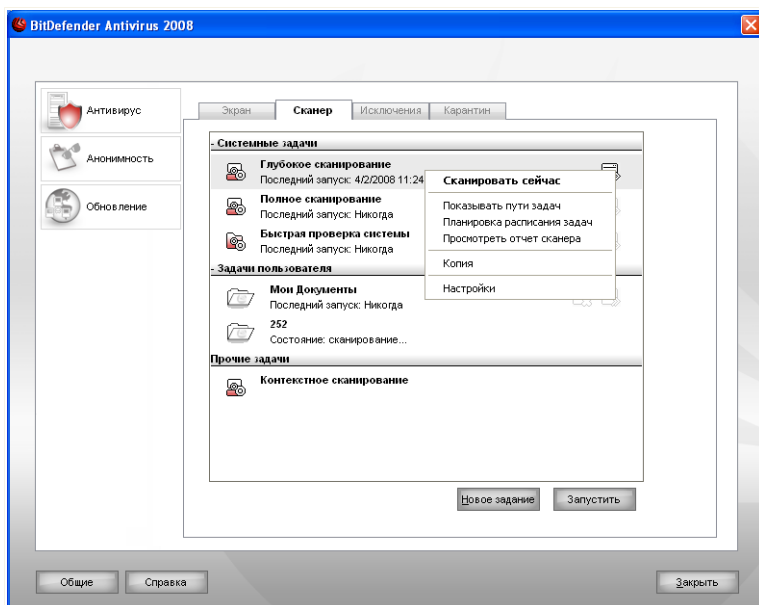 BitDefender Antivirus 2008
Антивирус
Анонимность
Обновление
Экран Сканер Исключения Карантин
- Системные задачи
Глубокое сканирование
Последний запуск: 4/2/2008 11:24
Полное сканирование
Последний запуск: Никогда
Быстрая проверка системы
Последний запуск: Никогда
- Задачи пользователя
Мои Документы
Последний запуск: Никогда
252
Состояние: сканирование...
Прочие задачи
Контекстное сканирование
Сканировать сейчас
Показывать пути задач
Планировка расписания задач
Просмотреть отчет сканера
Копия
Настройки
Новое задание Запустить
Общие Справка Закрыть